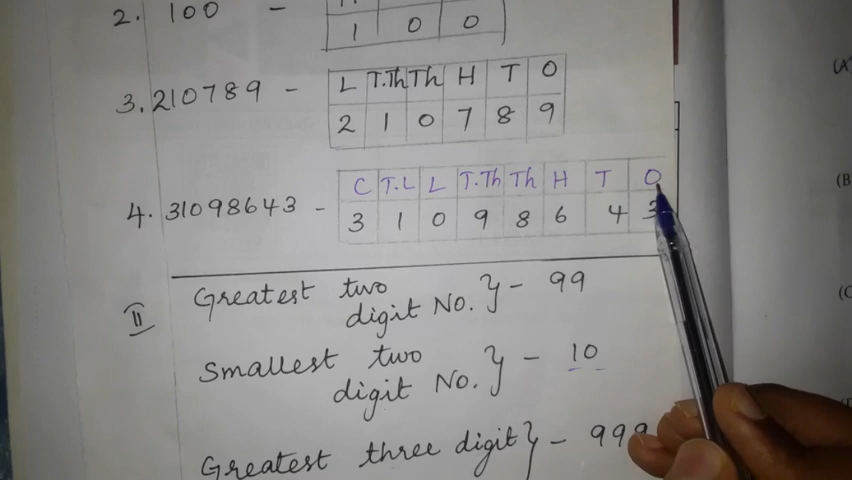 2. 100 -
1 0 0
3. 210789 -
L T.Th Th H T O
2 1 0 7 8 9
4. 31098643 -
C T.L L T.Th Th H T O
3 1 0 9 8 6 4 3
II
Greatest two
digit No. } - 99
Smallest two
digit No. } - 10
Greatest three digit } - 999
(A
(B
(C